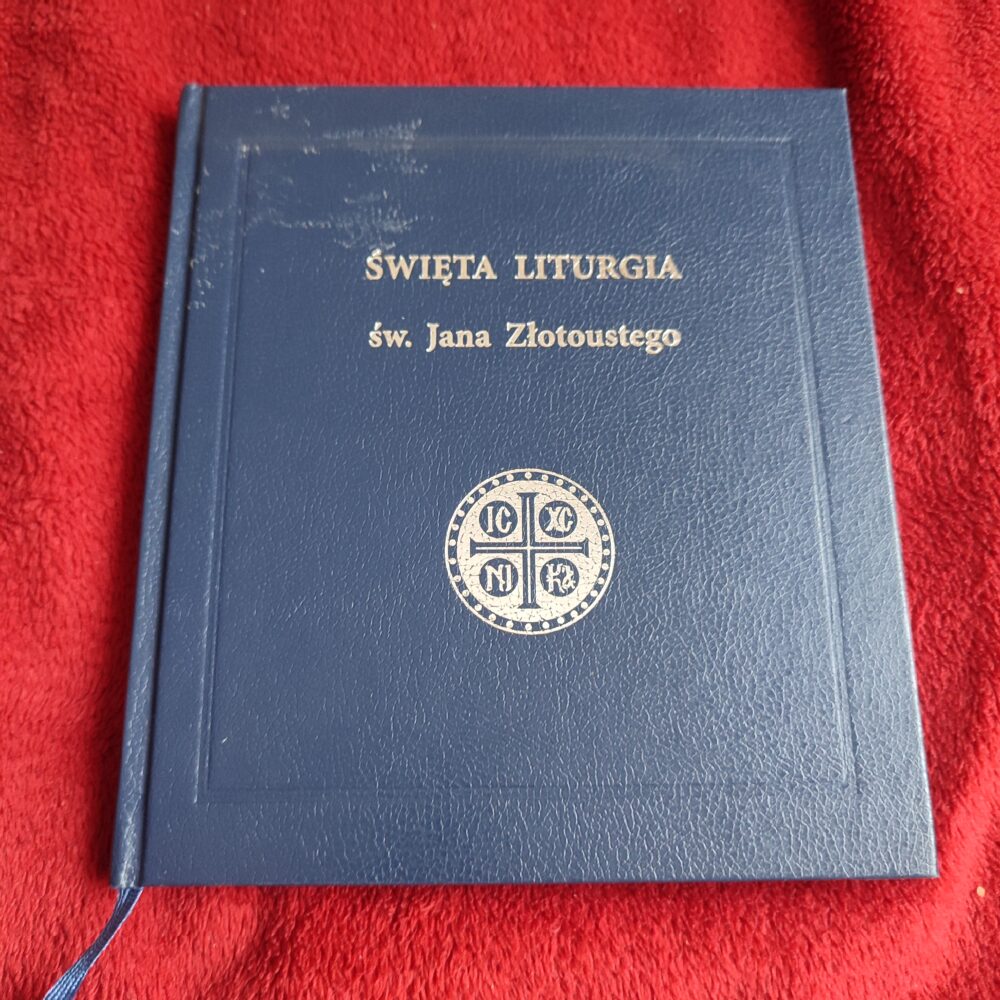 ŚWIĘTA LITURGIA
św. Jana Złotoustego
IC XC
NI KA